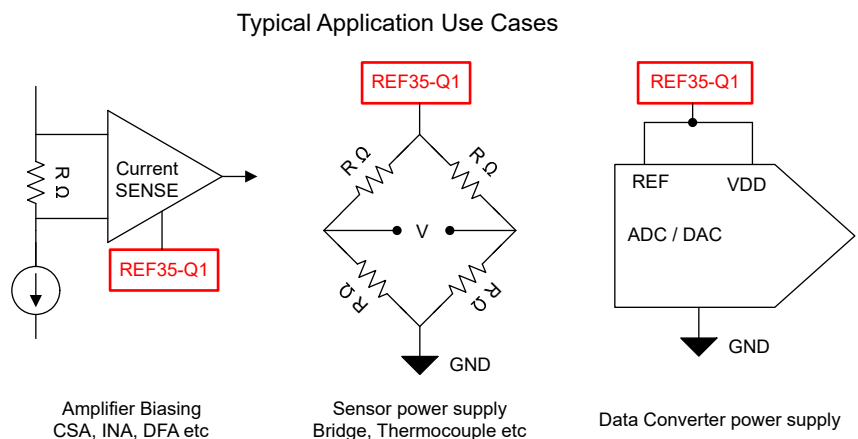 Typical Application Use Cases
R Ω
Current
SENSE
REF35-Q1
Amplifier Biasing
CSA, INA, DFA etc
REF35-Q1
R Ω
R Ω
V
R Ω
R Ω
GND
Sensor power supply
Bridge, Thermocouple etc
REF35-Q1
REF
VDD
ADC / DAC
GND
Data Converter power supply